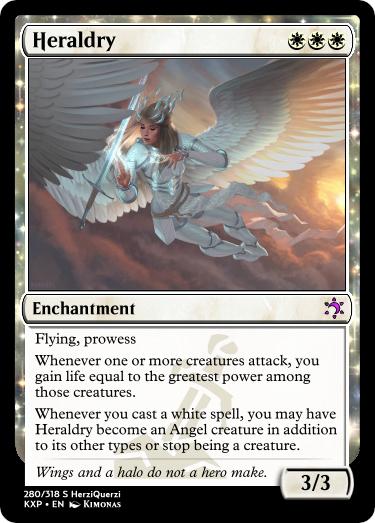 Heraldry
Enchantment
Flying, prowess
Whenever one or more creatures attack, you
gain life equal to the greatest power among
those creatures.
Whenever you cast a white spell, you may have
Heraldry become an Angel creature in addition
to its other types or stop being a creature.
Wings and a halo do not a hero make.
3/3
280/318 S HerziQuerzi
KXP • EN Kimonas